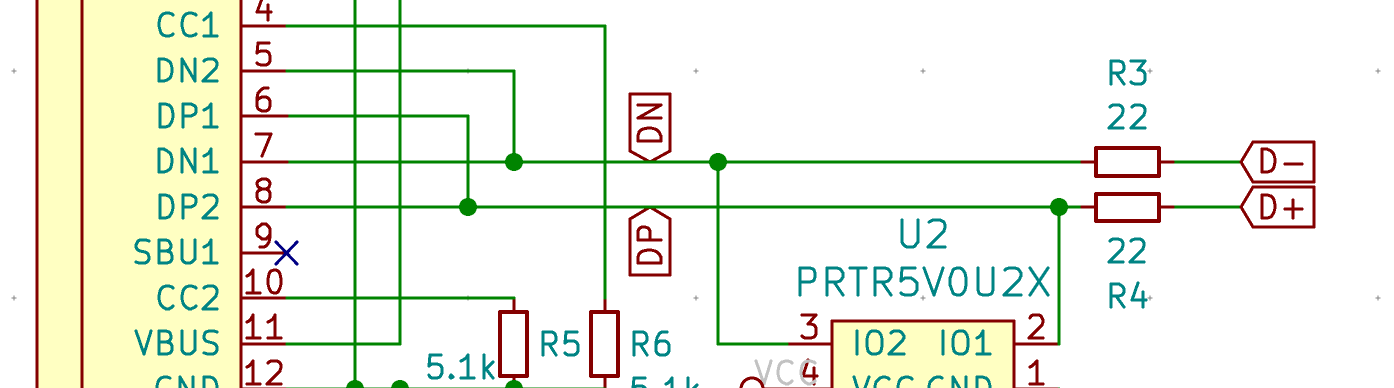 CC1 4
DN2 5
DP1 6
DN1 7
DP2 8
SBU1 9
CC2 10
VBUS 11
GND 12
DN
DP
R3
22
D-
D+
22
R4
U2
PRTR5V0U2X
3 IO2 IO1 2
VCC 4 VCC GND 1
R5
5.1k
R6
5.1k